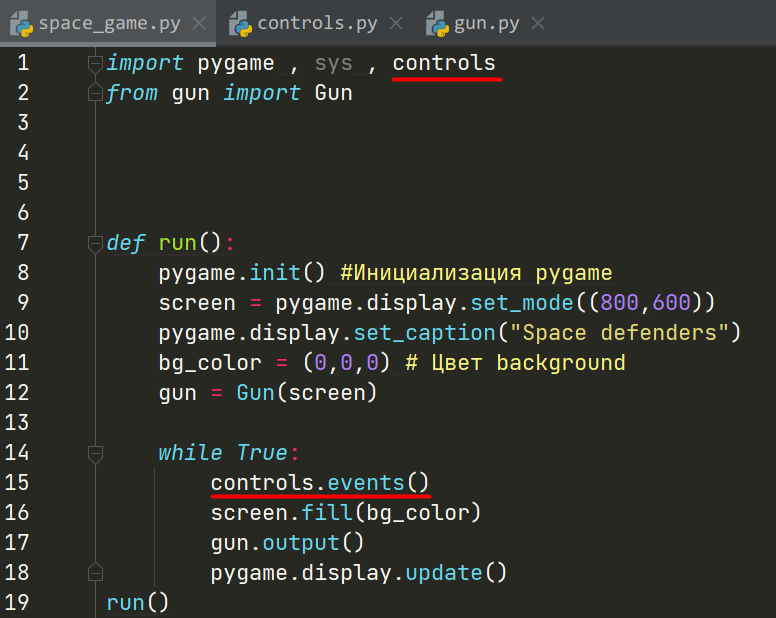 space_game.py × controls.py × gun.py ×
1 import pygame , sys , controls
2 from gun import Gun
3
4
5
6
7 def run():
8 pygame.init() #Инициализация pygame
9 screen = pygame.display.set_mode((800,600))
10 pygame.display.set_caption("Space defenders")
11 bg_color = (0,0,0) # Цвет background
12 gun = Gun(screen)
13
14 while True:
15 controls.events()
16 screen.fill(bg_color)
17 gun.output()
18 pygame.display.update()
19 run()